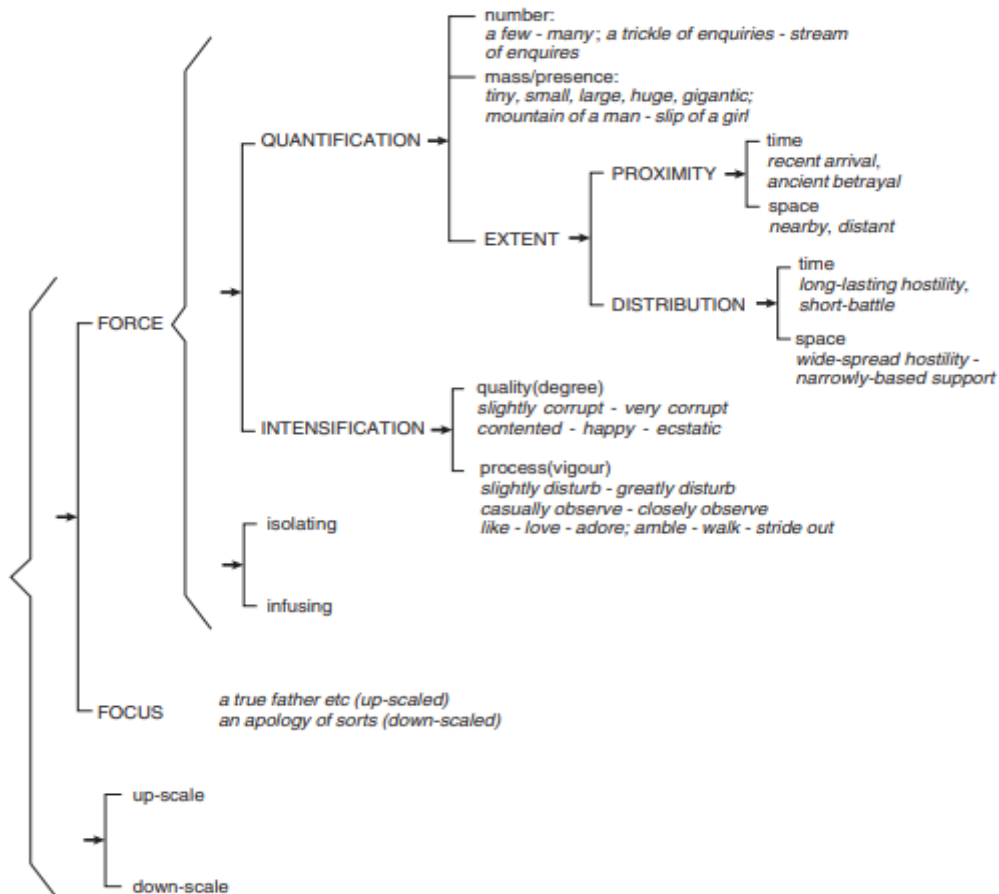 number:
a few - many; a trickle of enquiries - stream
of enquires
mass/presence:
tiny, small, large, huge, gigantic;
mountain of a man - slip of a girl
QUANTIFICATION
time
recent arrival,
ancient betrayal
PROXIMITY
space
nearby, distant
EXTENT
time
long-lasting hostility,
short-battle
DISTRIBUTION
space
wide-spread hostility -
narrowly-based support
FORCE
quality(degree)
slightly corrupt - very corrupt
contented - happy - ecstatic
INTENSIFICATION
process(vigour)
slightly disturb - greatly disturb
casually observe - closely observe
like - love - adore; amble - walk - stride out
isolating
infusing
FOCUS
a true father etc (up-scaled)
an apology of sorts (down-scaled)
up-scale
down-scale